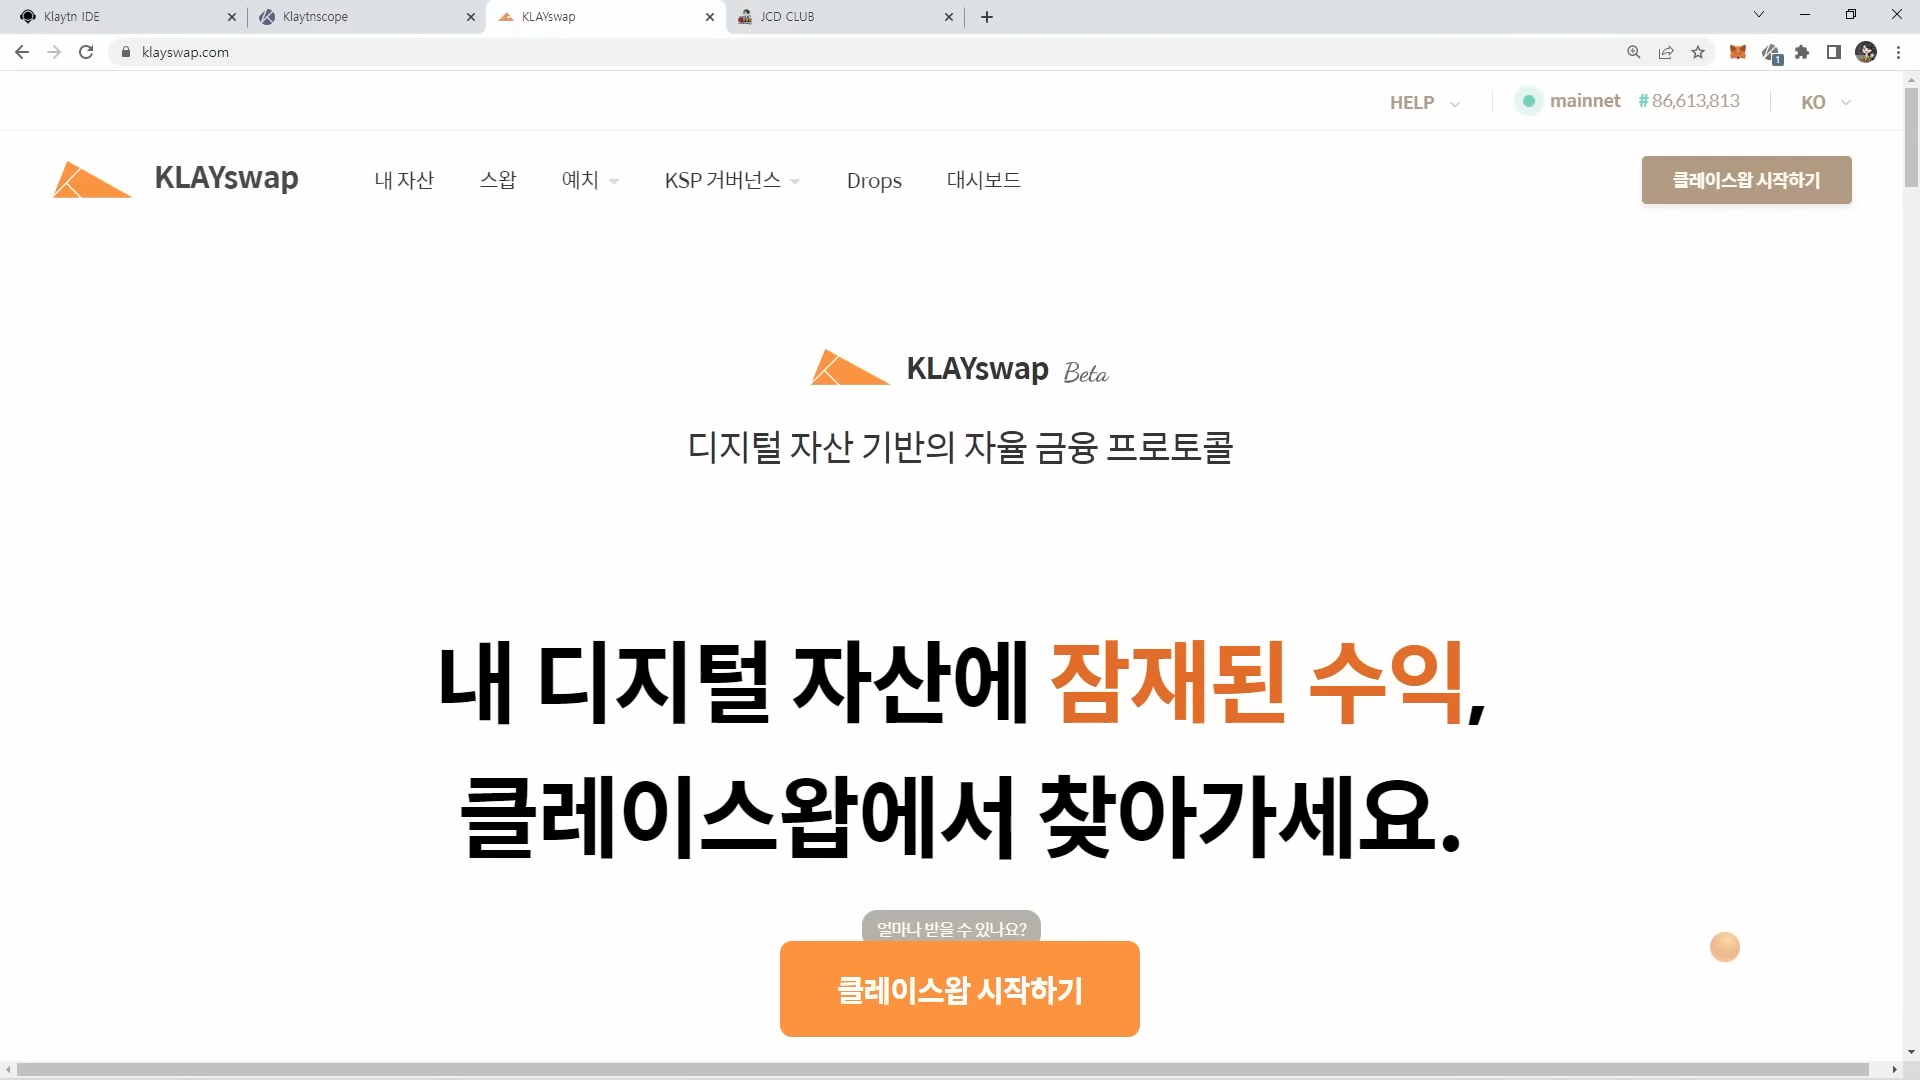 Klaytn IDE
Klaytnscope
KLAYswap
JCD CLUB
klayswap.com
1
HELP
mainnet
# 86,613,813
KO
KLAYswap
내 자산
스왑
예치
KSP 거버넌스
Drops
대시보드
클레이스왑 시작하기
KLAYswap Beta
디지털 자산 기반의 자율 금융 프로토콜
내 디지털 자산에 잠재된 수익,
클레이스왑에서 찾아가세요.
얼마나 받을 수 있나요?
클레이스왑 시작하기